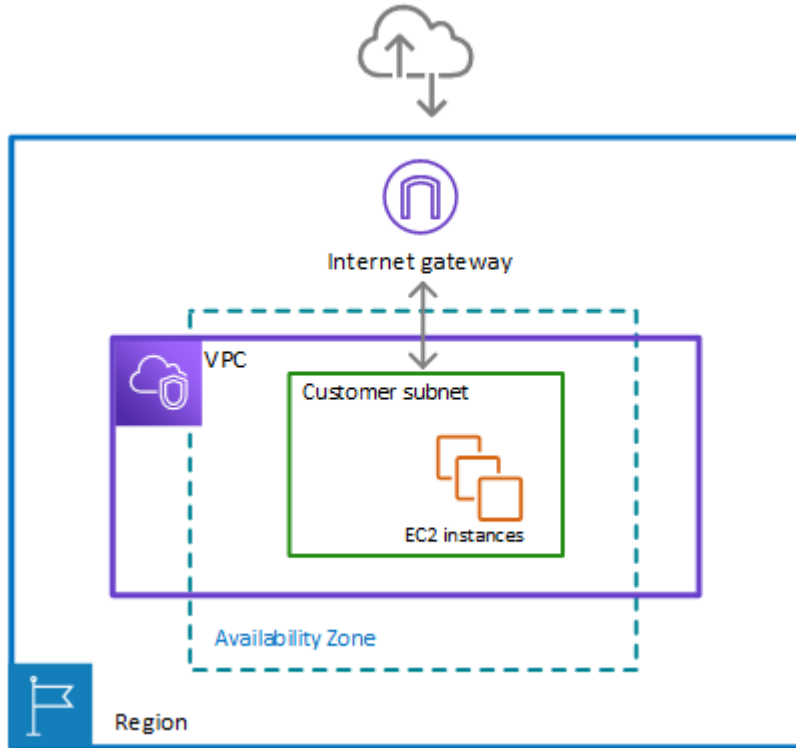 Internet gateway
VPC
Customer subnet
EC2 instances
Availability Zone
Region